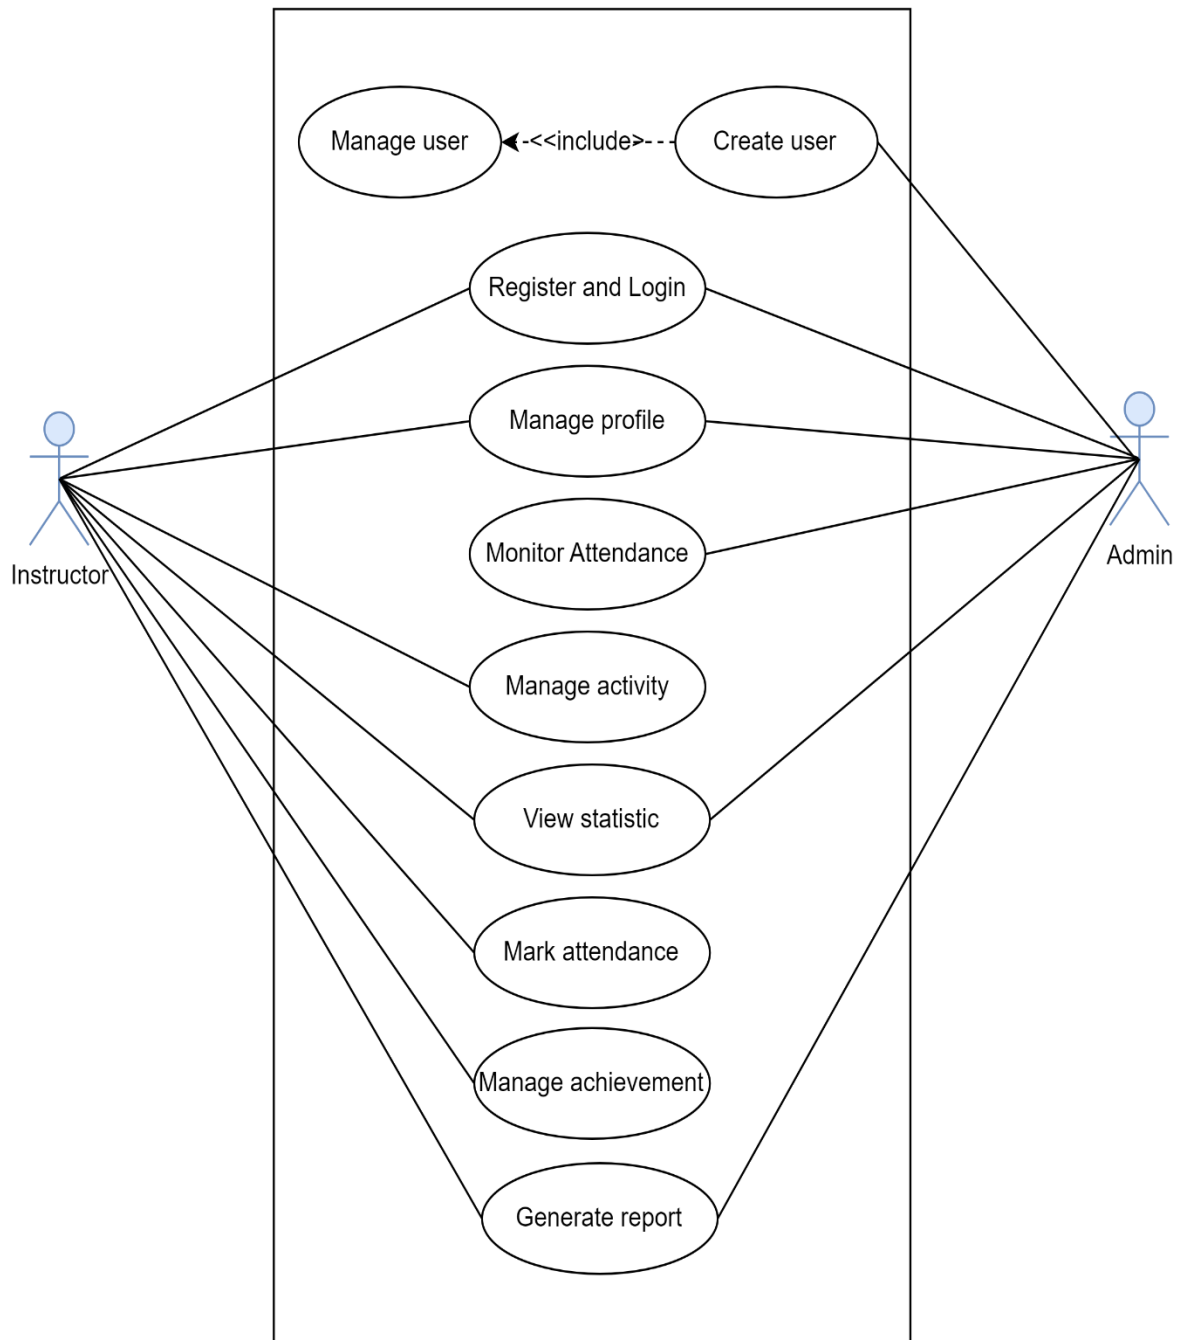 Manage user
<<include>
Create user
Register and Login
Manage profile
Monitor Attendance
Instructor
Admin
Manage activity
View statistic
Mark attendance
Manage achievement
Generate report